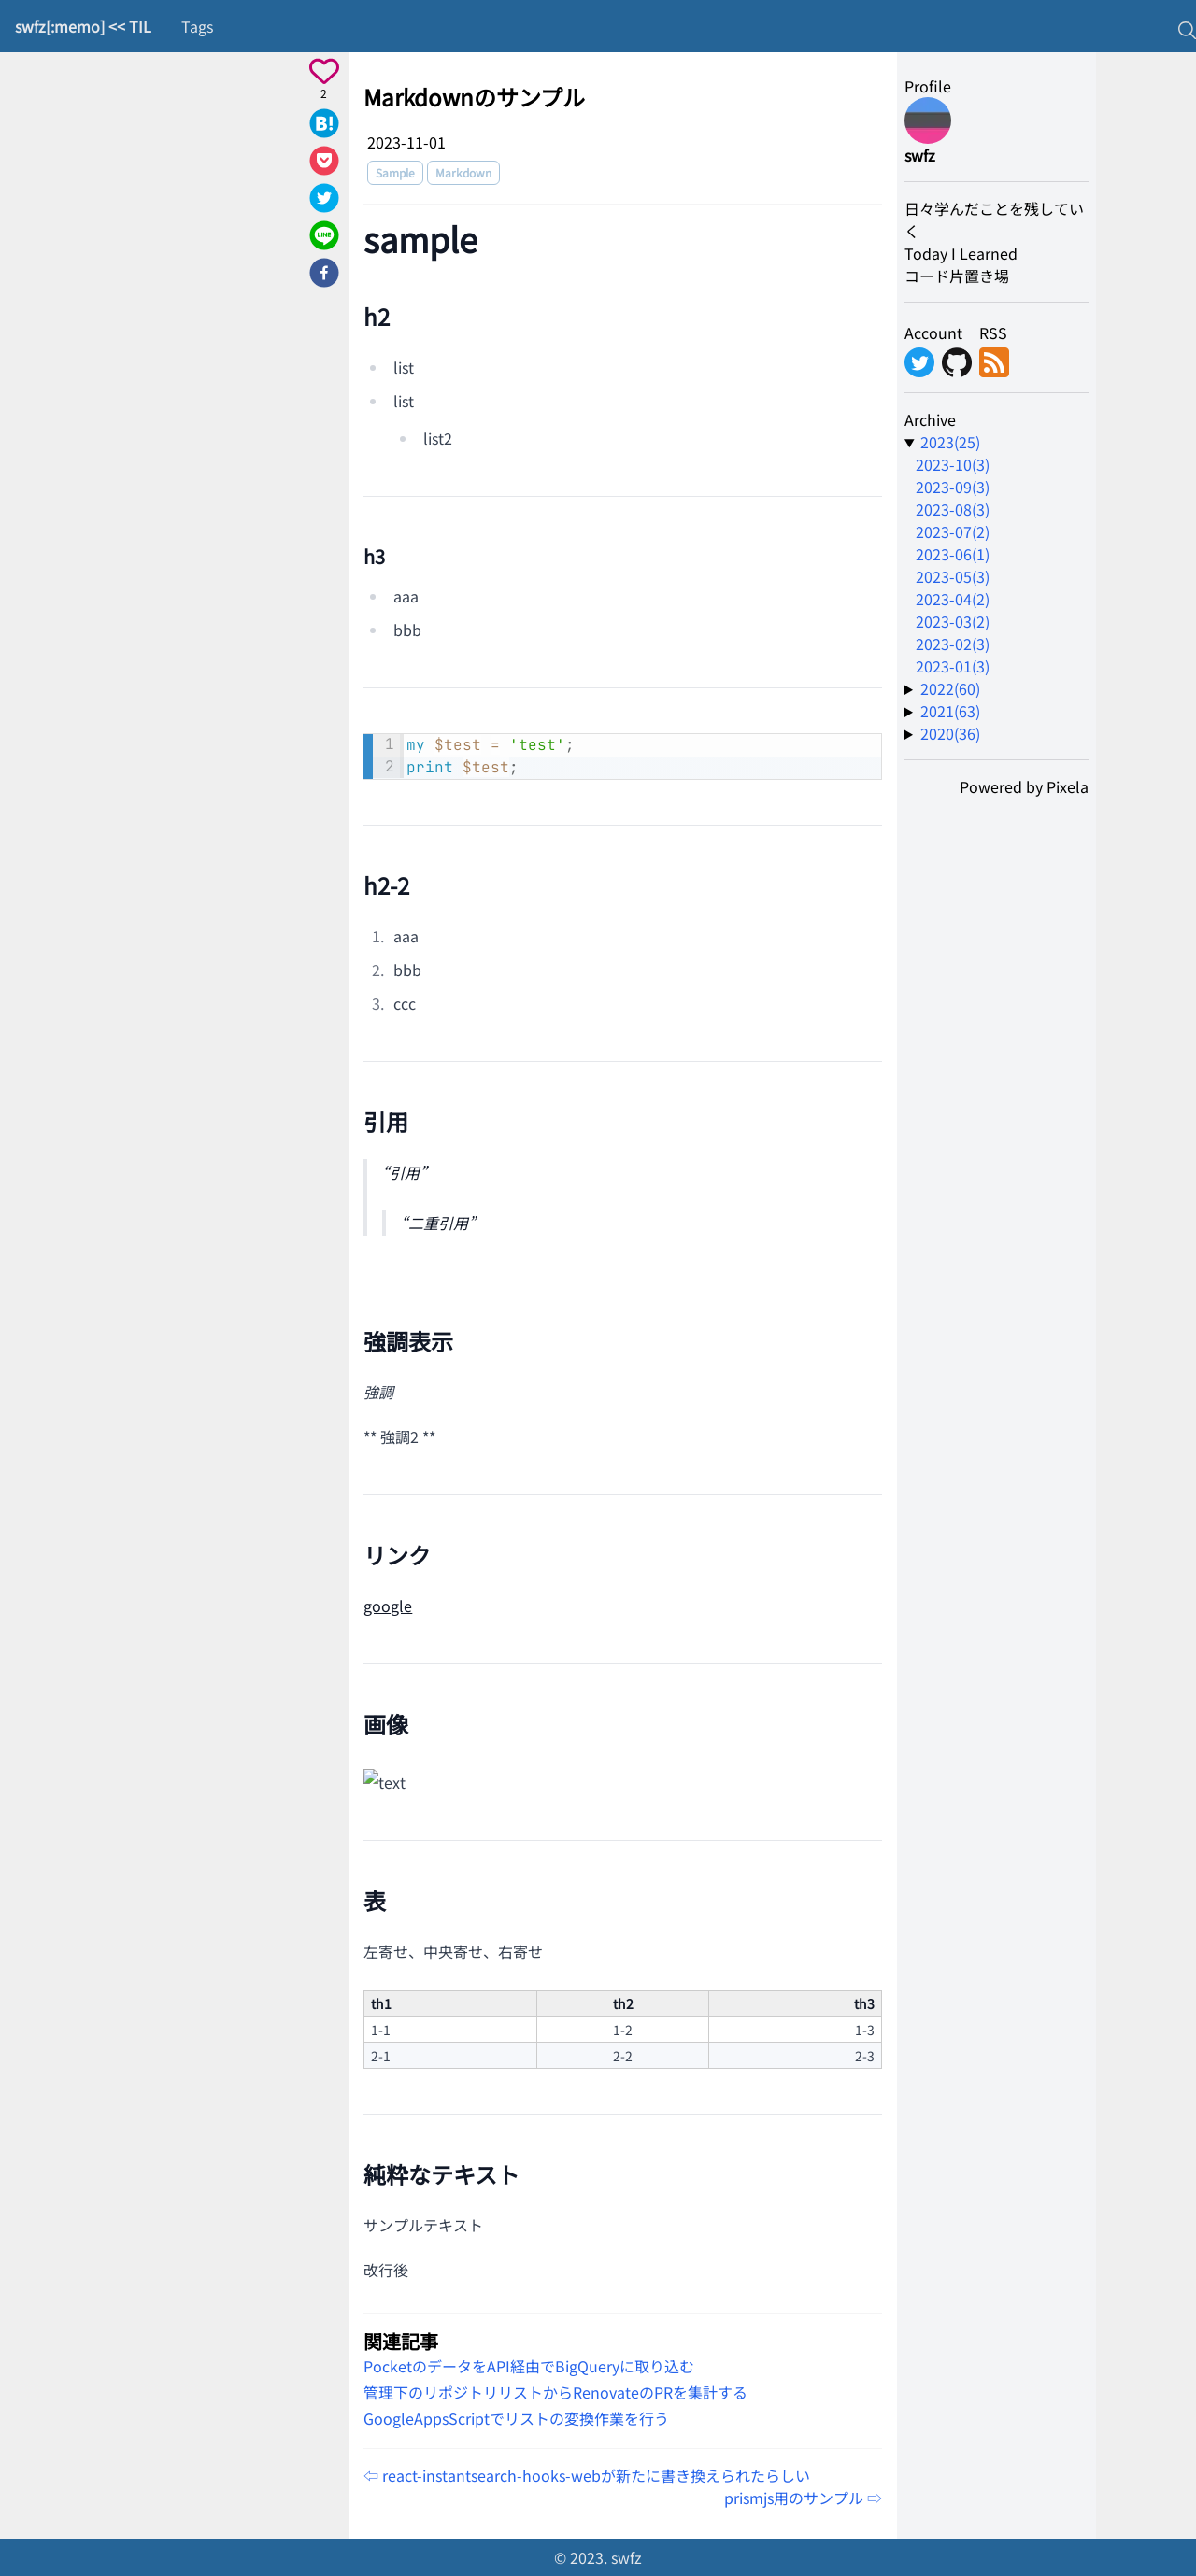 swfz[:memo] << TIL Tags
2
Markdownのサンプル
2023-11-01
Sample Markdown
sample
h2
list
list
list2
h3
aaa
bbb
1 my $test = 'test';
2 print $test;
h2-2
1. aaa
2. bbb
3. ccc
引用
“引用”
“二重引用”
強調表示
強調
** 強調2 **
リンク
google
画像
text
表
左寄せ、中央寄せ、右寄せ
th1 th2 th3
1-1 1-2 1-3
2-1 2-2 2-3
純粋なテキスト
サンプルテキスト
改行後
関連記事
PocketのデータをAPI経由でBigQueryに取り込む
管理下のリポジトリリストからRenovateのPRを集計する
GoogleAppsScriptでリストの変換作業を行う
⇦ react-instantsearch-hooks-webが新たに書き換えられたらしい
prismjs用のサンプル ⇨
Profile
swfz
日々学んだことを残してい
く
Today I Learned
コード片置き場
Account RSS
Archive
▼ 2023(25)
2023-10(3)
2023-09(3)
2023-08(3)
2023-07(2)
2023-06(1)
2023-05(3)
2023-04(2)
2023-03(2)
2023-02(3)
2023-01(3)
▶ 2022(60)
▶ 2021(63)
▶ 2020(36)
Powered by Pixela
© 2023. swfz
B!
LINE